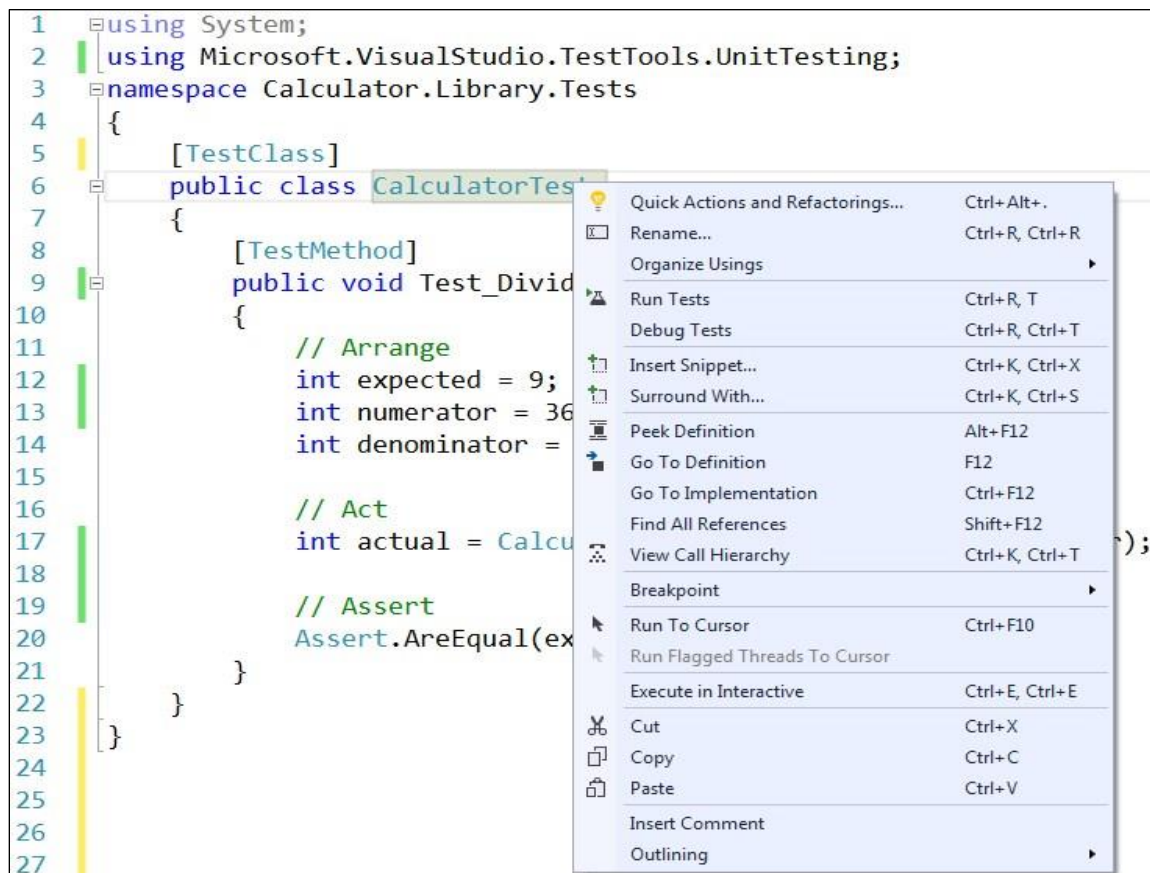 1 using System;
2 using Microsoft.VisualStudio.TestTools.UnitTesting;
3 namespace Calculator.Library.Tests
4 {
5 [TestClass]
6 public class
7 {
8 [TestMethod]
9 public void
10 {
11 // Arrange
12 int expected = 9;
13 int numerator = 36
14 int denominator =
15
16 // Act
17 int actual = );
18
19 // Assert
20 Assert.AreEqual(
21 }
22 }
23 }
24
25
26
27
Quick Actions and Refactorings... Ctrl+Alt+.
Rename... Ctrl+R, Ctrl+R
Organize Usings
Run Tests Ctrl+R, T
Debug Tests Ctrl+R, Ctrl+T
Insert Snippet... Ctrl+K, Ctrl+X
Surround With... Ctrl+K, Ctrl+S
Peek Definition Alt+F12
Go To Definition F12
Go To Implementation Ctrl+F12
Find All References Shift+F12
View Call Hierarchy Ctrl+K, Ctrl+T
Breakpoint
Run To Cursor Ctrl+F10
Run Flagged Threads To Cursor
Execute in Interactive Ctrl+E, Ctrl+E
Cut Ctrl+X
Copy Ctrl+C
Paste Ctrl+V
Insert Comment
Outlining